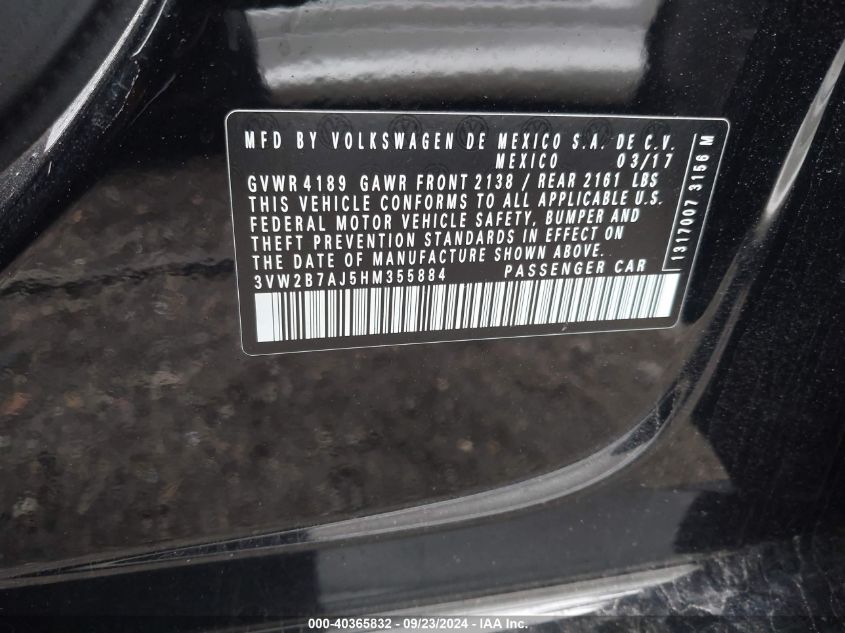 MFD BY VOLKSWAGEN DE MEXICO S.A. DE C.V.
MEXICO 03/17
GVWR 4189 GAWR FRONT 2138 / REAR 2161 LBS
THIS VEHICLE CONFORMS TO ALL APPLICABLE U.S.
FEDERAL MOTOR VEHICLE SAFETY, BUMPER AND
THEFT PREVENTION STANDARDS IN EFFECT ON
THE DATE OF MANUFACTURE SHOWN ABOVE.
3VW2B7AJ5HM355884 PASSENGER CAR
1317007 3156 M
000-40365832 - 09/23/2024 - IAA Inc.